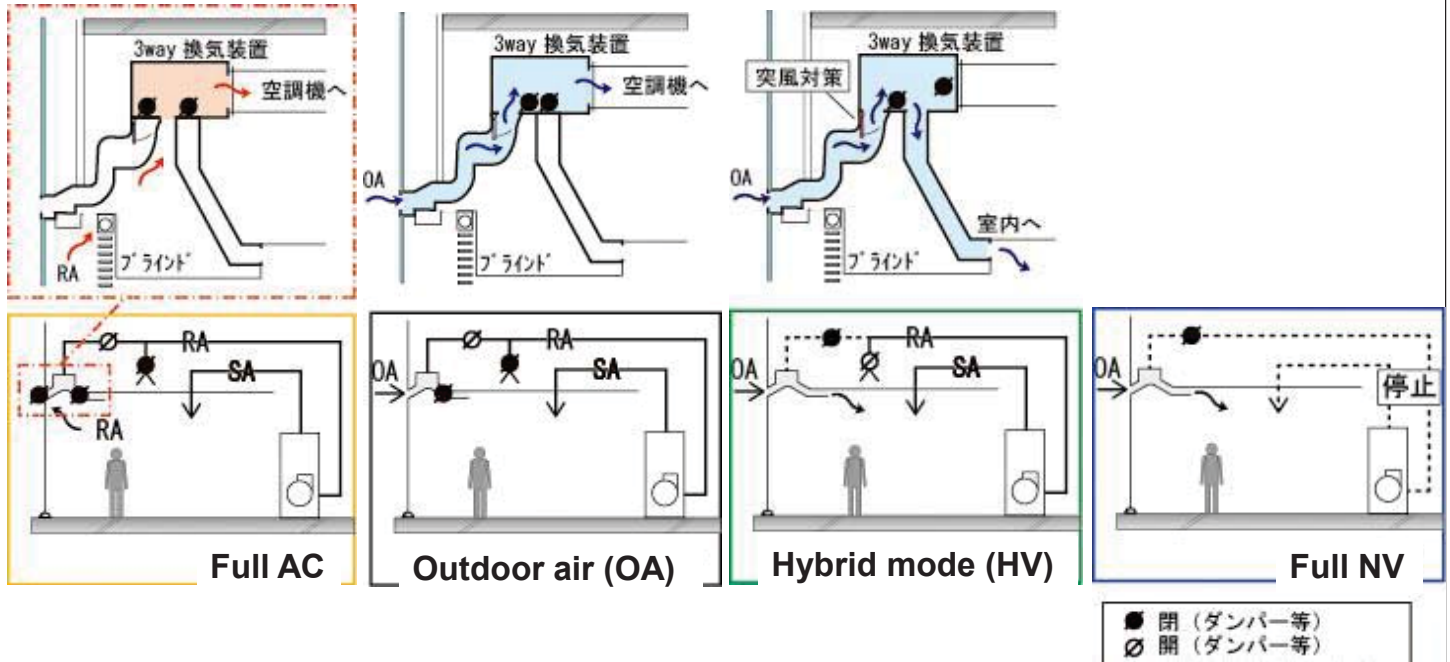 3way 換気装置
空調機へ
RA
ブラインド
3way 換気装置
空調機へ
OA
ブラインド
3way 換気装置
突風対策
OA
室内へ
ブラインド
RA
SA
RA
Full AC
OA
RA
SA
Outdoor air (OA)
OA
RA
SA
Hybrid mode (HV)
OA
停止
Full NV
閉 (ダンパー等)
開 (ダンパー等)